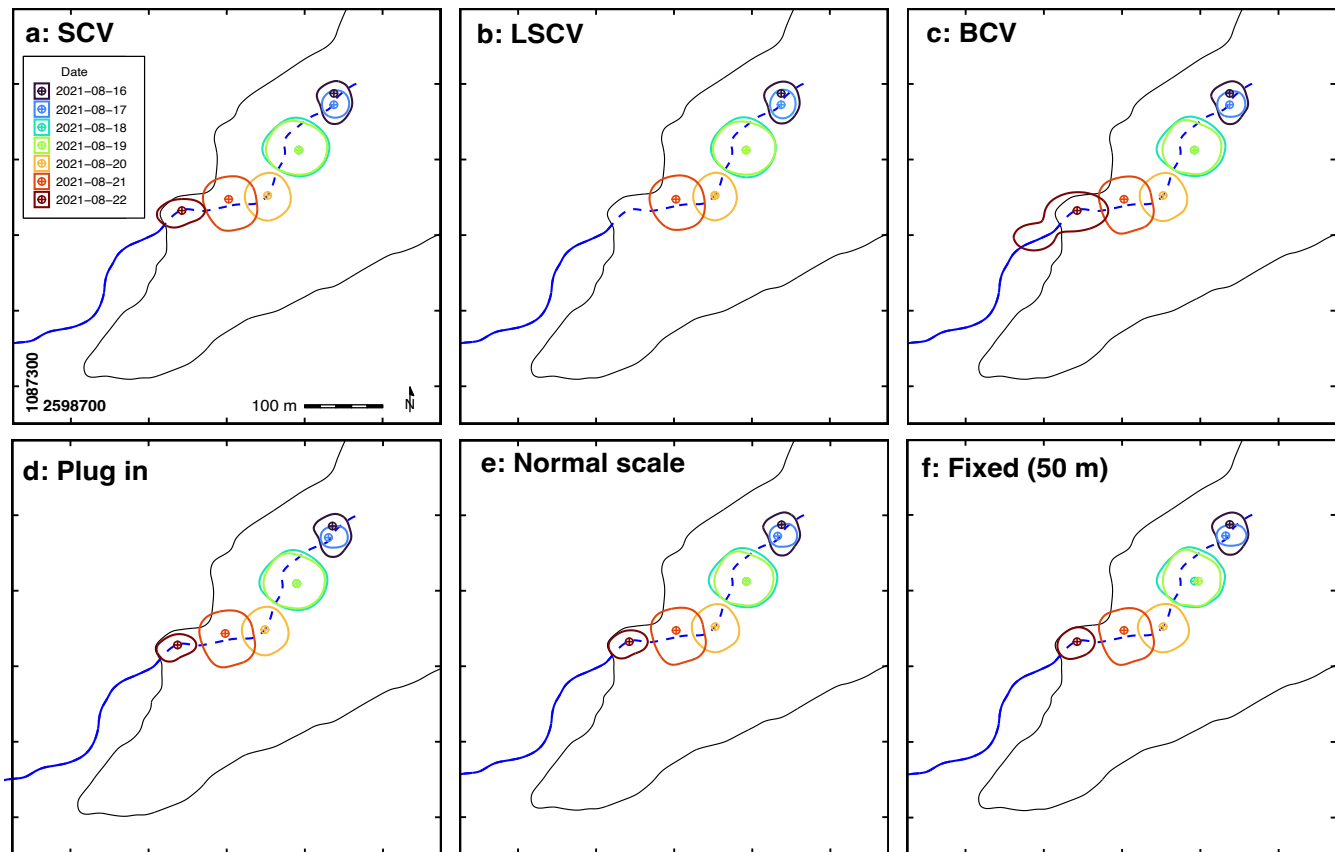 a: SCV
b: LSCV
c: BCV
Date
2021-08-16
2021-08-17
2021-08-18
2021-08-19
2021-08-20
2021-08-21
2021-08-22
1087300
2598700
100 m
N
d: Plug in
e: Normal scale
f: Fixed (50 m)